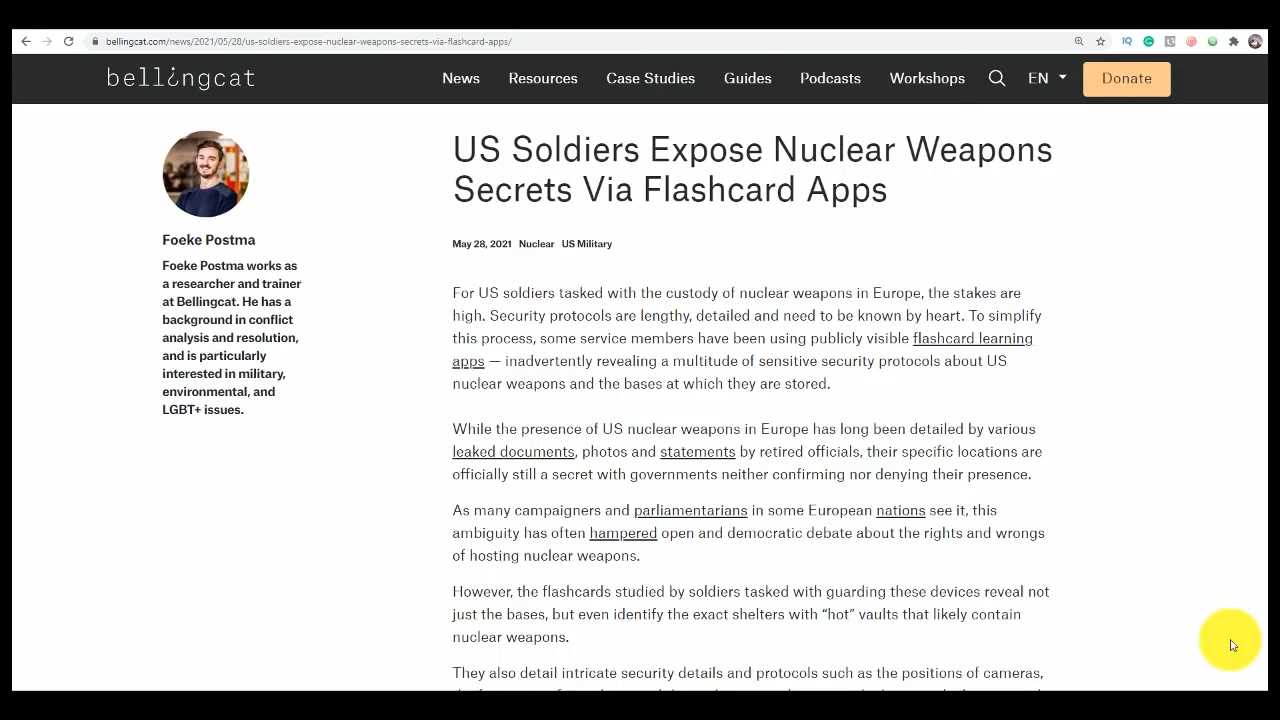 bellingcat.com/news/2021/05/28/us-soldiers-expose-nuclear-weapons-secrets-via-flashcard-apps/
bell¿ngcat News Resources Case Studies Guides Podcasts Workshops EN Donate
US Soldiers Expose Nuclear Weapons
Secrets Via Flashcard Apps
Foeke Postma
Foeke Postma works as
a researcher and trainer
at Bellingcat. He has a
background in conflict
analysis and resolution,
and is particularly
interested in military,
environmental, and
LGBT+ issues.
May 28, 2021 Nuclear US Military
For US soldiers tasked with the custody of nuclear weapons in Europe, the stakes are
high. Security protocols are lengthy, detailed and need to be known by heart. To simplify
this process, some service members have been using publicly visible flashcard learning
apps — inadvertently revealing a multitude of sensitive security protocols about US
nuclear weapons and the bases at which they are stored.
While the presence of US nuclear weapons in Europe has long been detailed by various
leaked documents, photos and statements by retired officials, their specific locations are
officially still a secret with governments neither confirming nor denying their presence.
As many campaigners and parliamentarians in some European nations see it, this
ambiguity has often hampered open and democratic debate about the rights and wrongs
of hosting nuclear weapons.
However, the flashcards studied by soldiers tasked with guarding these devices reveal not
just the bases, but even identify the exact shelters with “hot” vaults that likely contain
nuclear weapons.
They also detail intricate security details and protocols such as the positions of cameras,